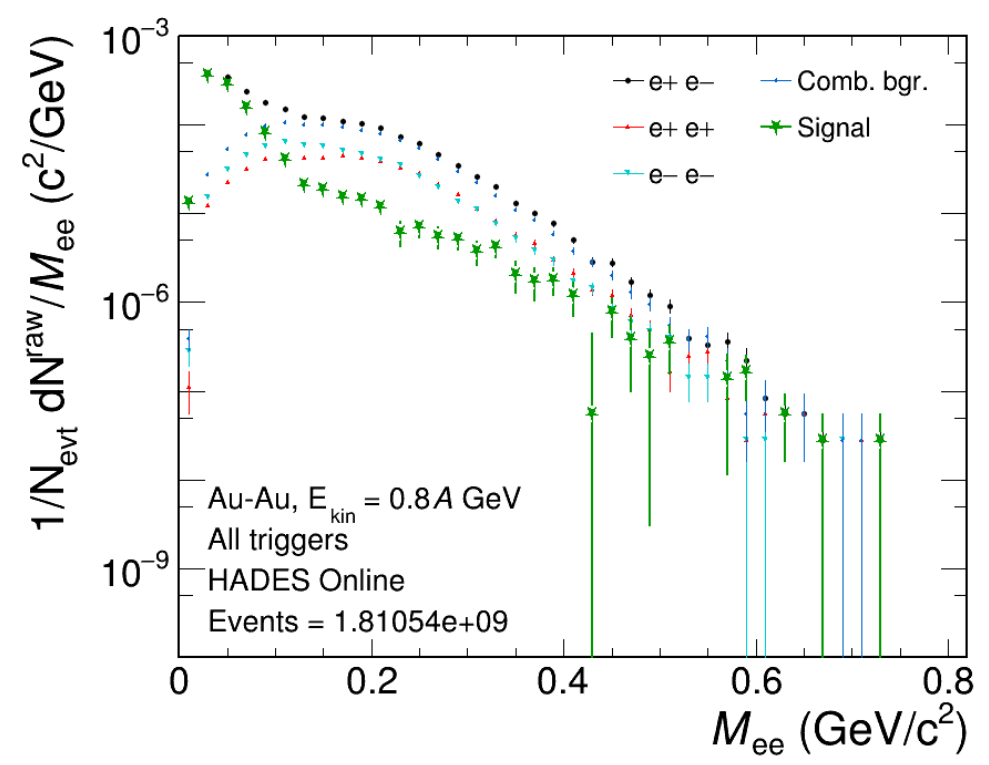 10⁻³
10⁻⁶
10⁻⁹
1/N_evt dN^raw/M_ee (c²/GeV)
e+ e−
e+ e+
e− e−
Comb. bgr.
Signal
Au-Au, E_kin = 0.8A GeV
All triggers
HADES Online
Events = 1.81054e+09
0 0.2 0.4 0.6 0.8
M_ee (GeV/c²)